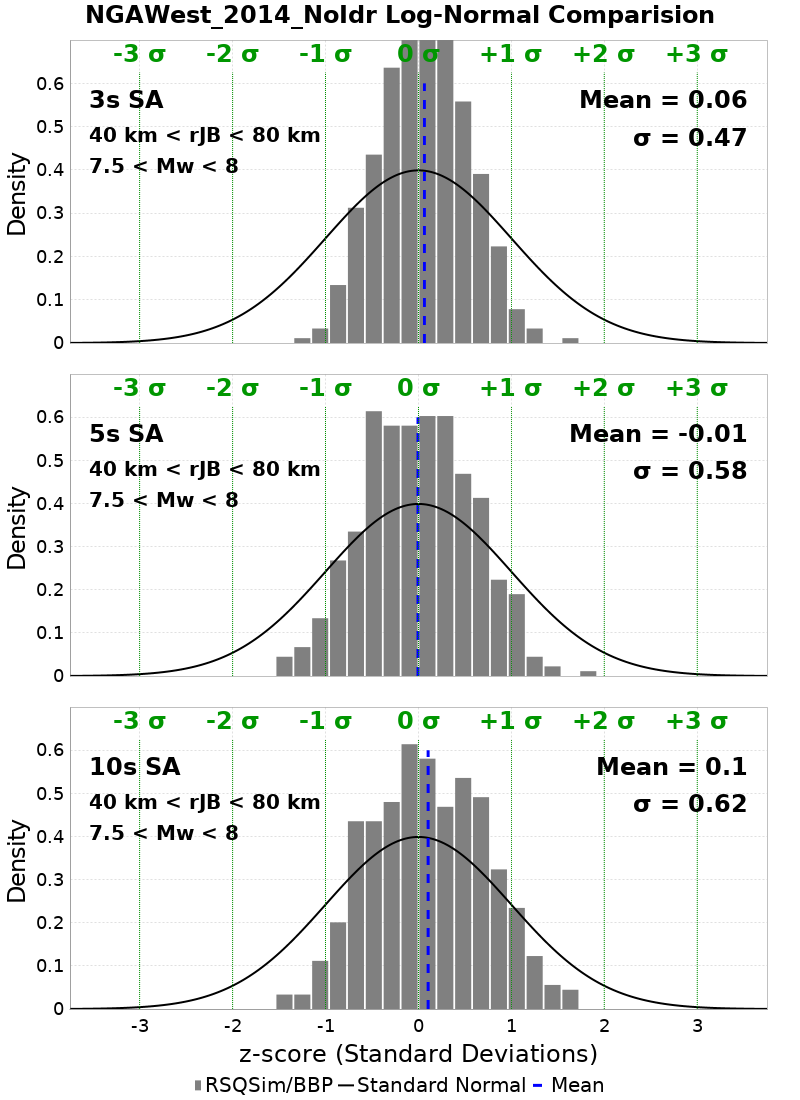 NGAWest_2014_NoIdr Log-Normal Comparision
-3 σ -2 σ -1 σ 0 σ +1 σ +2 σ +3 σ
3s SA
40 km < rJB < 80 km
7.5 < Mw < 8
Mean = 0.06
σ = 0.47
Density
0.6
0.5
0.4
0.3
0.2
0.1
0
-3 σ -2 σ -1 σ 0 σ +1 σ +2 σ +3 σ
5s SA
40 km < rJB < 80 km
7.5 < Mw < 8
Mean = -0.01
σ = 0.58
Density
0.6
0.5
0.4
0.3
0.2
0.1
0
-3 σ -2 σ -1 σ 0 σ +1 σ +2 σ +3 σ
10s SA
40 km < rJB < 80 km
7.5 < Mw < 8
Mean = 0.1
σ = 0.62
Density
0.6
0.5
0.4
0.3
0.2
0.1
0
-3 -2 -1 0 1 2 3
z-score (Standard Deviations)
RSQSim/BBP Standard Normal Mean